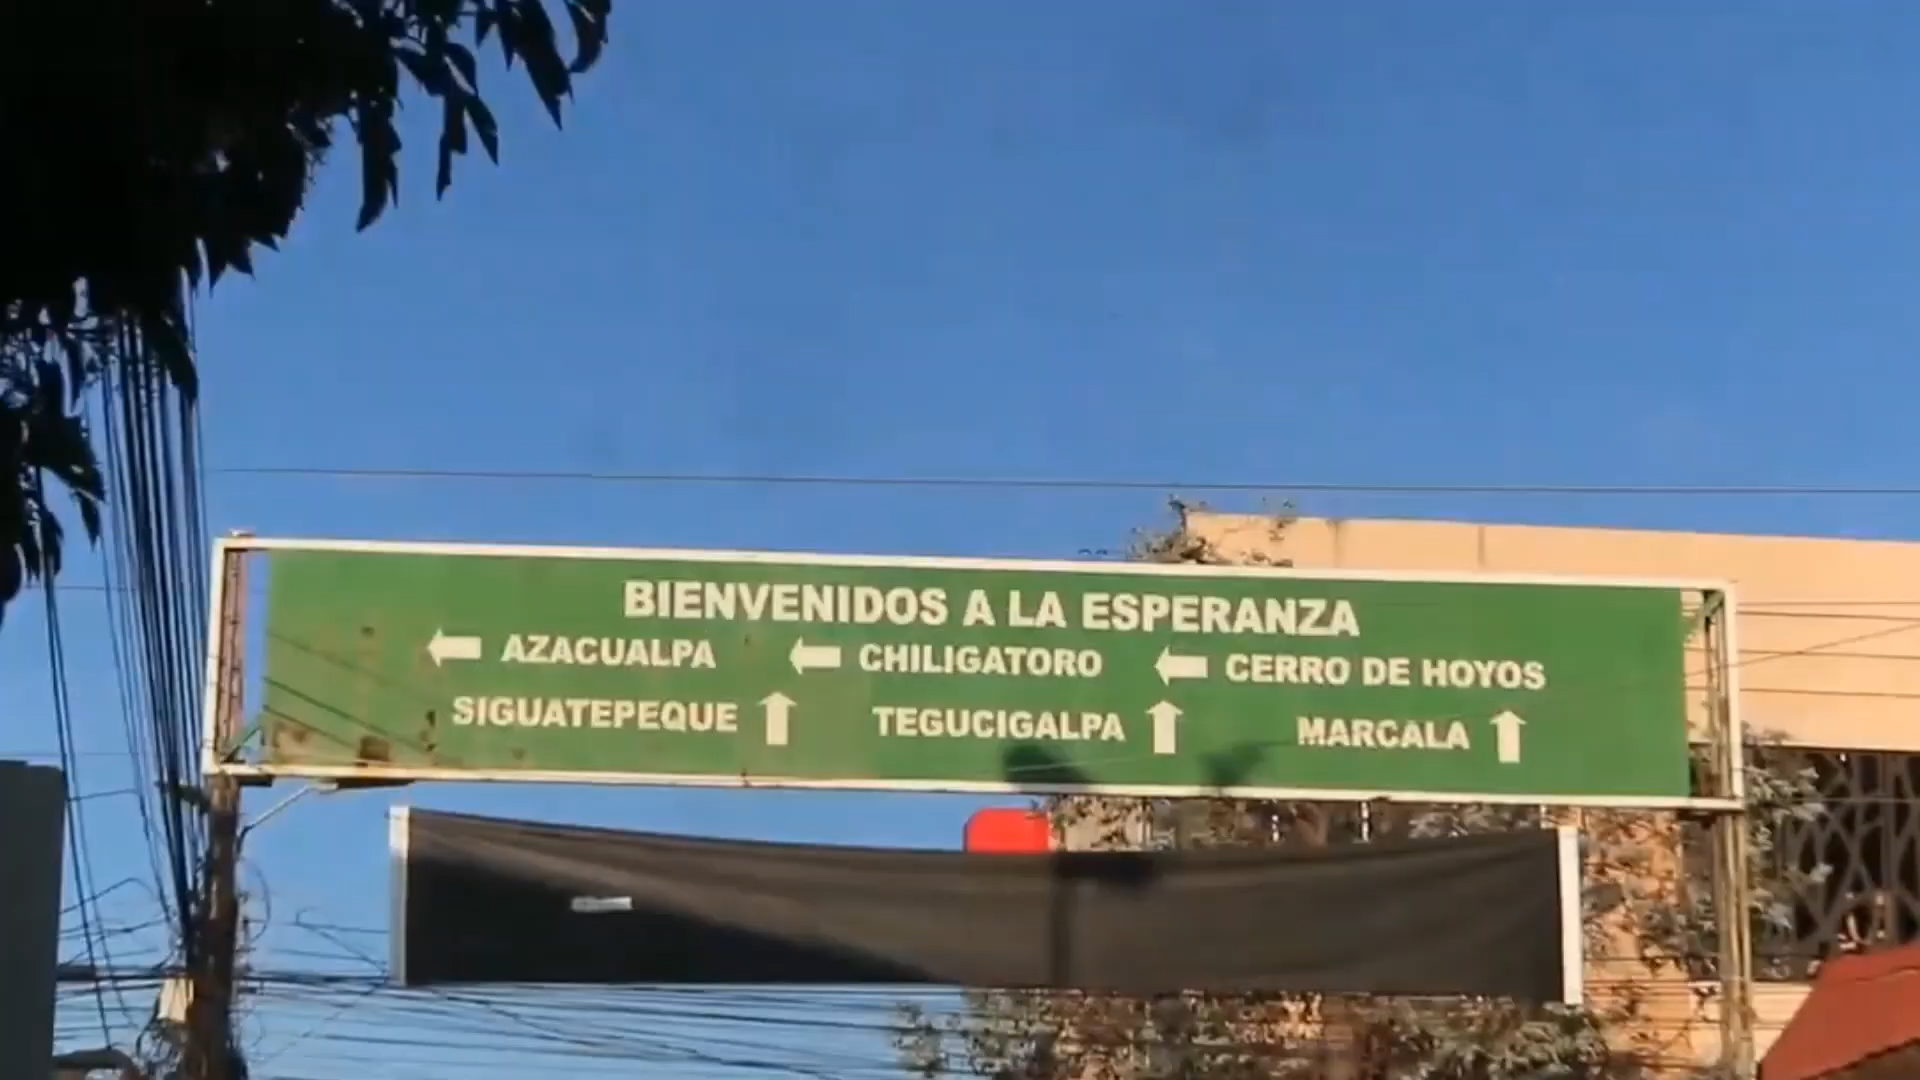 BIENVENIDOS A LA ESPERANZA
AZACUALPA CHILIGATORO CERRO DE HOYOS
SIGUATEPEQUE TEGUCIGALPA MARCALA